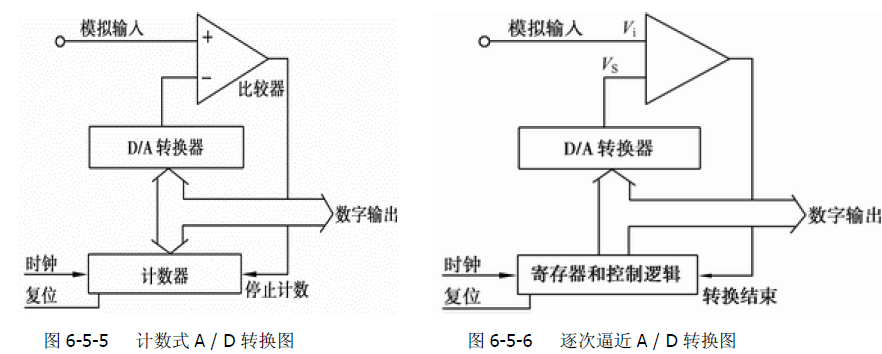 模拟输入
+
−
比较器
D/A 转换器
数字输出
时钟
计数器
复位
停止计数
图 6-5-5 计数式 A / D 转换图
模拟输入
Vi
VS
D/A 转换器
数字输出
时钟
寄存器和控制逻辑
复位
转换结束
图 6-5-6 逐次逼近 A / D 转换图